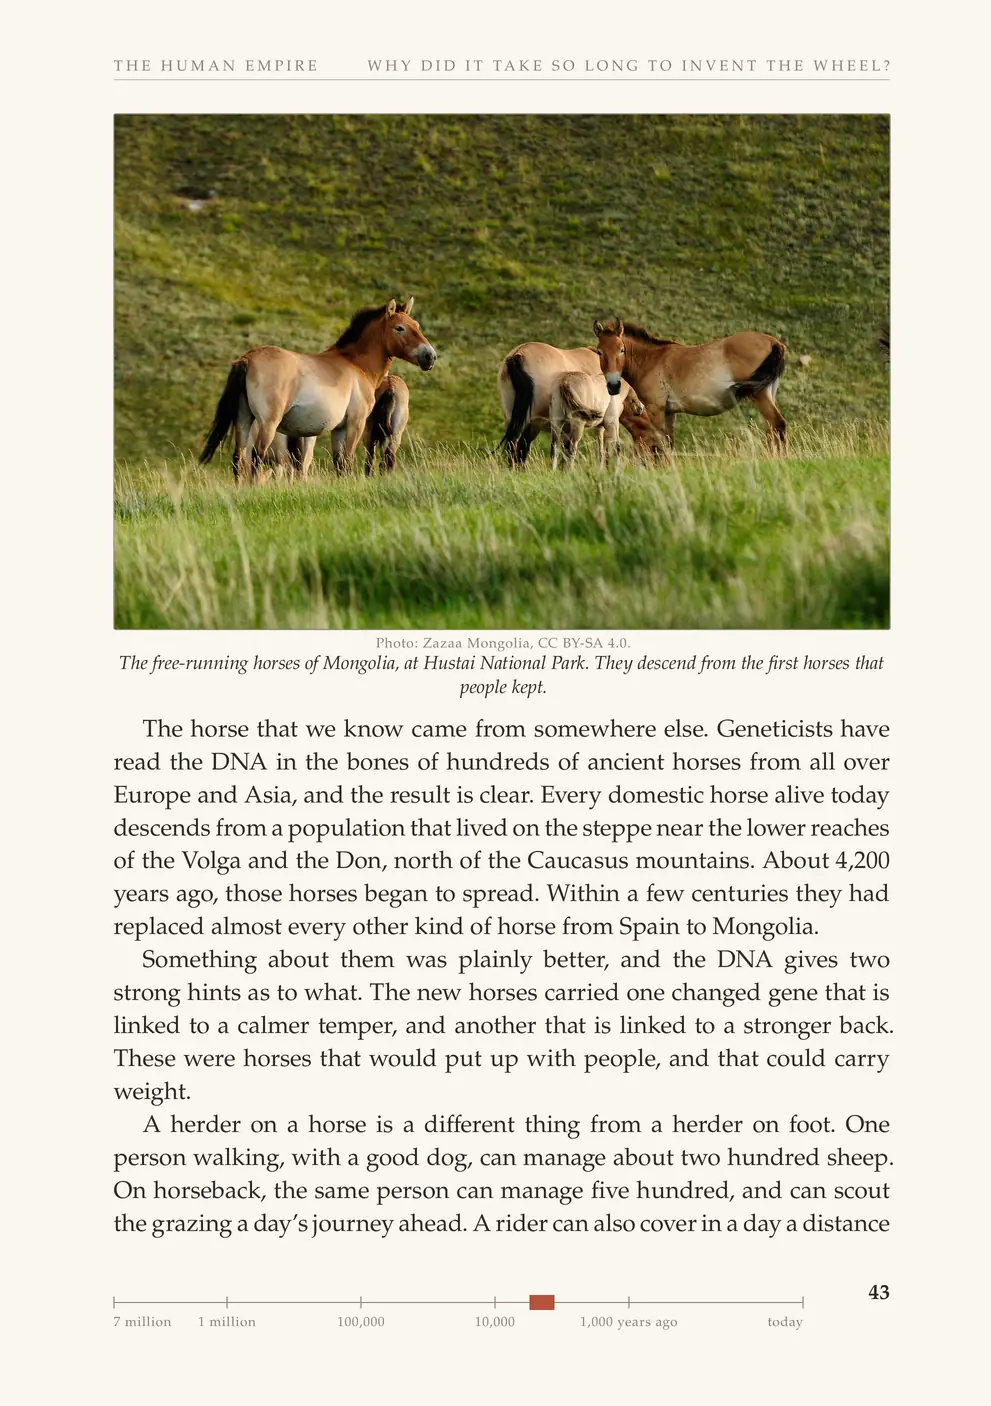 THE HUMAN EMPIRE WHY DID IT TAKE SO LONG TO INVENT THE WHEEL?
Photo: Zazaa Mongolia, CC BY-SA 4.0.
The free-running horses of Mongolia, at Hustai National Park. They descend from the first horses that
people kept.
The horse that we know came from somewhere else. Geneticists have
read the DNA in the bones of hundreds of ancient horses from all over
Europe and Asia, and the result is clear. Every domestic horse alive today
descends from a population that lived on the steppe near the lower reaches
of the Volga and the Don, north of the Caucasus mountains. About 4,200
years ago, those horses began to spread. Within a few centuries they had
replaced almost every other kind of horse from Spain to Mongolia.
Something about them was plainly better, and the DNA gives two
strong hints as to what. The new horses carried one changed gene that is
linked to a calmer temper, and another that is linked to a stronger back.
These were horses that would put up with people, and that could carry
weight.
A herder on a horse is a different thing from a herder on foot. One
person walking, with a good dog, can manage about two hundred sheep.
On horseback, the same person can manage five hundred, and can scout
the grazing a day’s journey ahead. A rider can also cover in a day a distance
43
7 million 1 million 100,000 10,000 1,000 years ago today